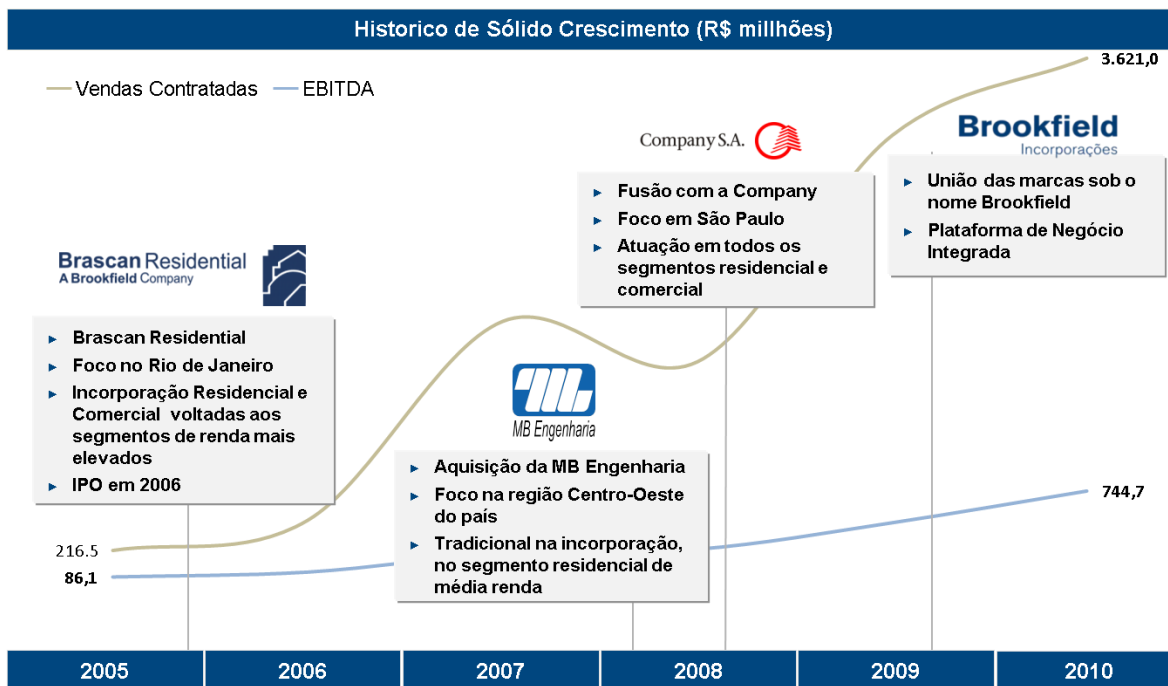 Historico de Sólido Crescimento (R$ millhões)
Vendas Contratadas
EBITDA
3.621,0
Company S.A.
Brookfield
Incorporações
► Fusão com a Company
► Foco em São Paulo
► Atuação em todos os
segmentos residencial e
comercial
► União das marcas sob o
nome Brookfield
► Plataforma de Negócio
Integrada
Brascan Residential
A Brookfield Company
► Brascan Residential
► Foco no Rio de Janeiro
► Incorporação Residencial e
Comercial voltadas aos
segmentos de renda mais
elevados
► IPO em 2006
MB Engenharia
► Aquisição da MB Engenharia
► Foco na região Centro-Oeste
do país
► Tradicional na incorporação,
no segmento residencial de
média renda
744,7
216.5
86,1
2005
2006
2007
2008
2009
2010